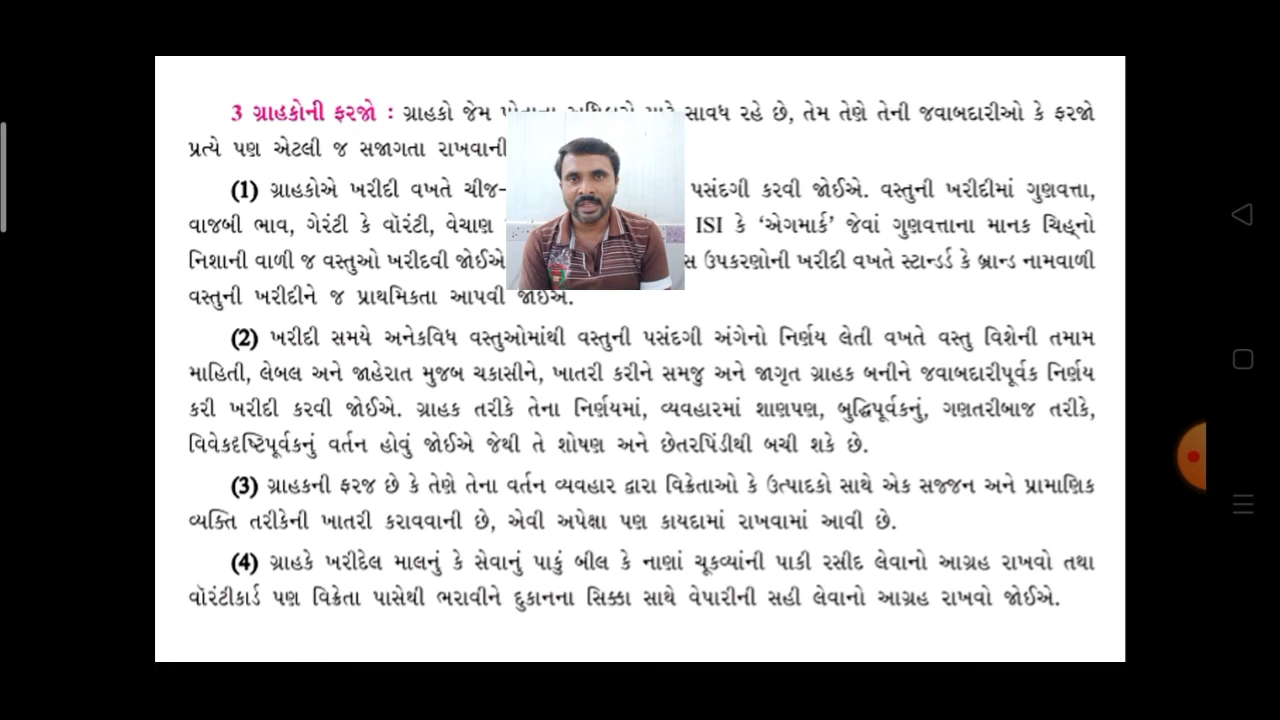 3 ગ્રાહકોની ફરજો : ગ્રાહકો જેમ સાવધ રહે છે, તેમ તેણે તેની જવાબદારીઓ કે ફરજો
પ્રત્યે પણ એટલી જ સજાગતા રાખવાની
(1) ગ્રાહકોએ ખરીદી વખતે ચીજ- પસંદગી કરવી જોઈએ. વસ્તુની ખરીદીમાં ગુણવત્તા,
વાજબી ભાવ, ગેરંટી કે વૉરંટી, વેચાણ ISI કે ‘એગમાર્ક’ જેવાં ગુણવત્તાના માનક ચિહ્નો
નિશાની વાળી જ વસ્તુઓ ખરીદવી જોઈએ ઉપકરણોની ખરીદી વખતે સ્ટાન્ડર્ડ કે બ્રાન્ડ નામવાળી
વસ્તુની ખરીદીને જ પ્રાથમિકતા આપવી જોઈએ.
(2) ખરીદી સમયે અનેકવિધ વસ્તુઓમાંથી વસ્તુની પસંદગી અંગેનો નિર્ણય લેતી વખતે વસ્તુ વિશેની તમામ
માહિતી, લેબલ અને જાહેરાત મુજબ ચકાસીને, ખાતરી કરીને સમજુ અને જાગૃત ગ્રાહક બનીને જવાબદારીપૂર્વક નિર્ણય
કરી ખરીદી કરવી જોઈએ. ગ્રાહક તરીકે તેના નિર્ણયમાં, વ્યવહારમાં શાણપણ, બુદ્ધિપૂર્વકનું, ગણતરીબાજ તરીકે,
વિવેકદૃષ્ટિપૂર્વકનું વર્તન હોવું જોઈએ જેથી તે શોષણ અને છેતરપિંડીથી બચી શકે છે.
(3) ગ્રાહકની ફરજ છે કે તેણે તેના વર્તન વ્યવહાર દ્વારા વિક્રેતાઓ કે ઉત્પાદકો સાથે એક સજ્જન અને પ્રામાણિક
વ્યક્તિ તરીકેની ખાતરી કરાવવાની છે, એવી અપેક્ષા પણ કાયદામાં રાખવામાં આવી છે.
(4) ગ્રાહકે ખરીદેલ માલનું કે સેવાનું પાકું બીલ કે નાણાં ચૂકવ્યાંની પાકી રસીદ લેવાનો આગ્રહ રાખવો તથા
વૉરંટીકાર્ડ પણ વિક્રેતા પાસેથી ભરાવીને દુકાનના સિક્કા સાથે વેપારીની સહી લેવાનો આગ્રહ રાખવો જોઈએ.